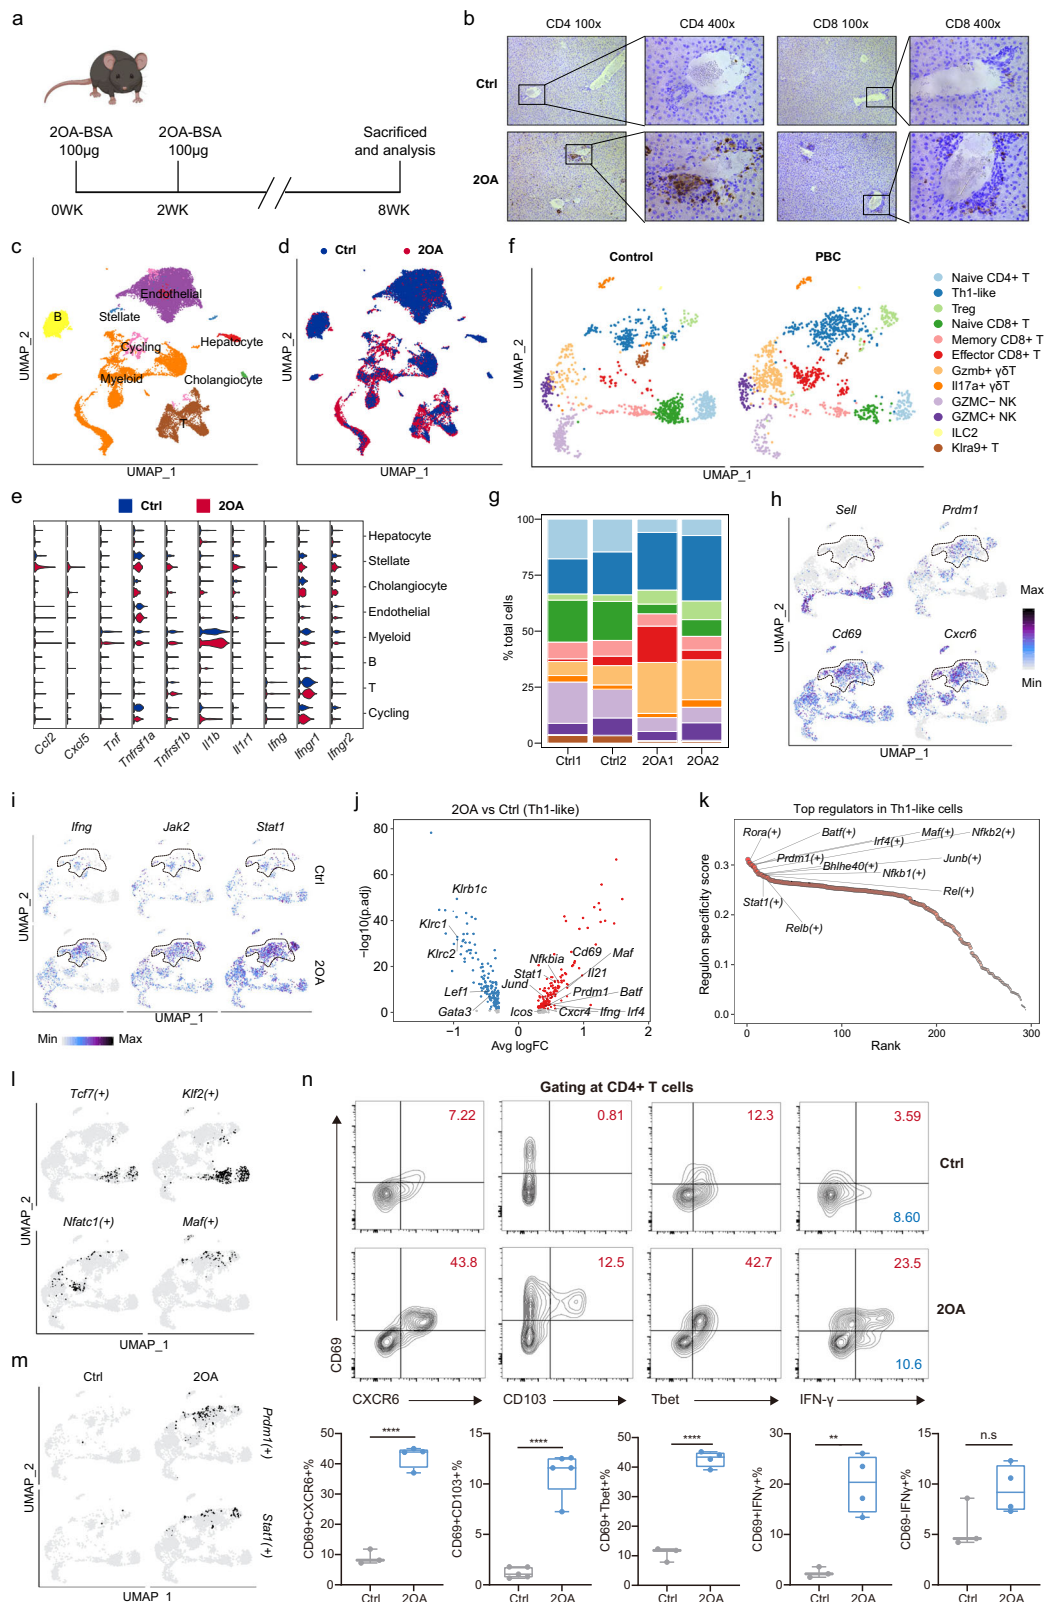 a
2OA-BSA
100μg
2OA-BSA
100μg
Sacrificed
and analysis
0WK
2WK
8WK
b
CD4 100x
CD4 400x
CD8 100x
CD8 400x
Ctrl
2OA
c
Endothelial
B
Stellate
Cycling
Hepatocyte
Myeloid
Cholangiocyte
T
UMAP_2
UMAP_1
d
Ctrl
2OA
UMAP_2
UMAP_1
f
Control
PBC
UMAP_2
UMAP_1
Naive CD4+ T
Th1-like
Treg
Naive CD8+ T
Memory CD8+ T
Effector CD8+ T
Gzmb+ γδT
Il17a+ γδT
GZMC− NK
GZMC+ NK
ILC2
Klra9+ T
e
Ctrl
2OA
Hepatocyte
Stellate
Cholangiocyte
Endothelial
Myeloid
B
T
Cycling
Ccl2
Cxcl5
Tnf
Tnfrsf1a
Tnfrsf1b
Il1b
Il1r1
Ifng
Ifngr1
Ifngr2
g
% total cells
100
75
50
25
0
Ctrl1
Ctrl2
2OA1
2OA2
h
Sell
Prdm1
Cd69
Cxcr6
UMAP_2
UMAP_1
Max
Min
i
Ifng
Jak2
Stat1
Ctrl
2OA
UMAP_2
UMAP_1
Min
Max
j
2OA vs Ctrl (Th1-like)
−log10(p.adj)
80
60
40
20
0
Klrb1c
Klrc1
Klrc2
Lef1
Gata3
Cd69
Maf
Nfkbia
Stat1
Il21
Jund
Prdm1
Batf
Icos
Cxcr4
Ifng
Irf4
−1
0
1
2
Avg logFC
k
Top regulators in Th1-like cells
Regulon specificity score
0.3
0.2
0.1
0.0
Rora(+)
Batf(+)
Irf4(+)
Maf(+)
Nfkb2(+)
Prdm1(+)
Bhlhe40(+)
Junb(+)
Nfkb1(+)
Rel(+)
Stat1(+)
Relb(+)
0
100
200
300
Rank
l
Tcf7(+)
Klf2(+)
Nfatc1(+)
Maf(+)
UMAP_2
UMAP_1
m
Ctrl
2OA
Prdm1(+)
Stat1(+)
UMAP_2
UMAP_1
n
Gating at CD4+ T cells
7.22
0.81
12.3
3.59
8.60
Ctrl
43.8
12.5
42.7
23.5
10.6
2OA
CD69
CXCR6
CD103
Tbet
IFN-γ
CD69+CXCR6+%
50
40
30
20
10
0
****
Ctrl
2OA
CD69+CD103+%
15
10
5
0
****
Ctrl
2OA
CD69+Tbet+%
50
40
30
20
10
0
****
Ctrl
2OA
CD69+IFNγ+%
30
20
10
0
**
Ctrl
2OA
CD69-IFNγ+%
15
10
5
0
n.s
Ctrl
2OA